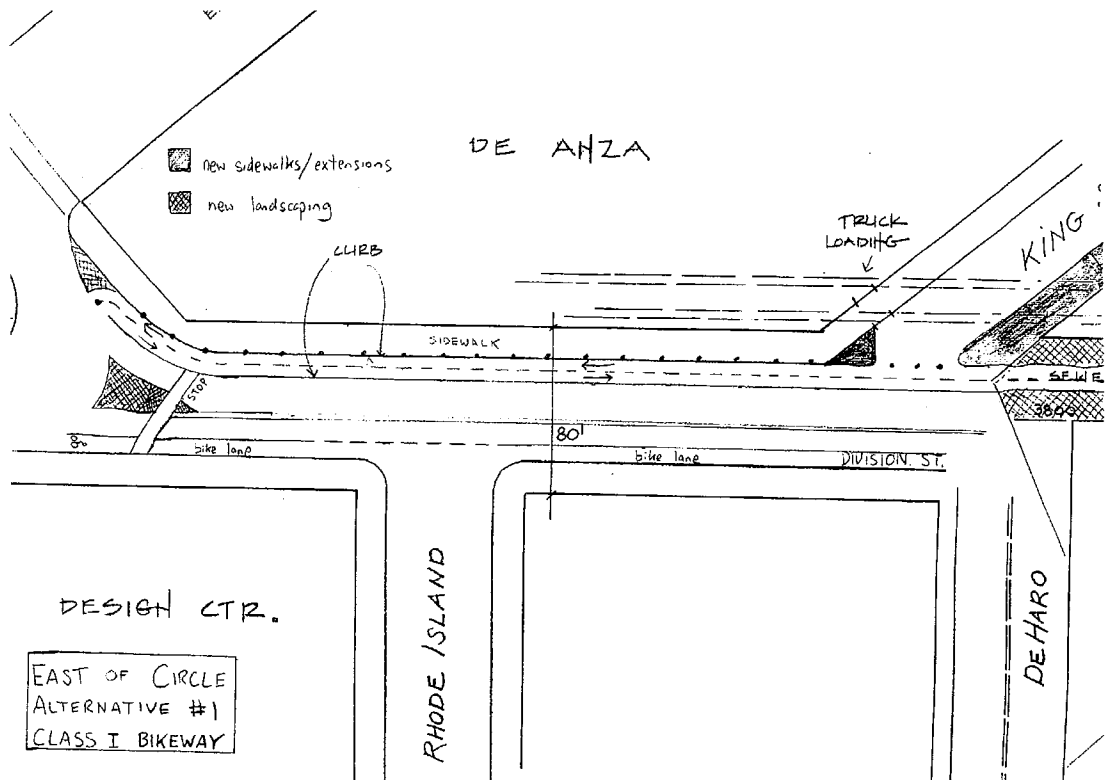 DE ANZA
new sidewalks/extensions
new landscaping
TRUCK
LOADING
KING
CURB
SIDEWALK
STOP
SEWE
3800
80'
bike lane
bike lane
DIVISION ST.
DESIGN CTR.
RHODE ISLAND
DE HARO
EAST OF CIRCLE
ALTERNATIVE #1
CLASS I BIKEWAY